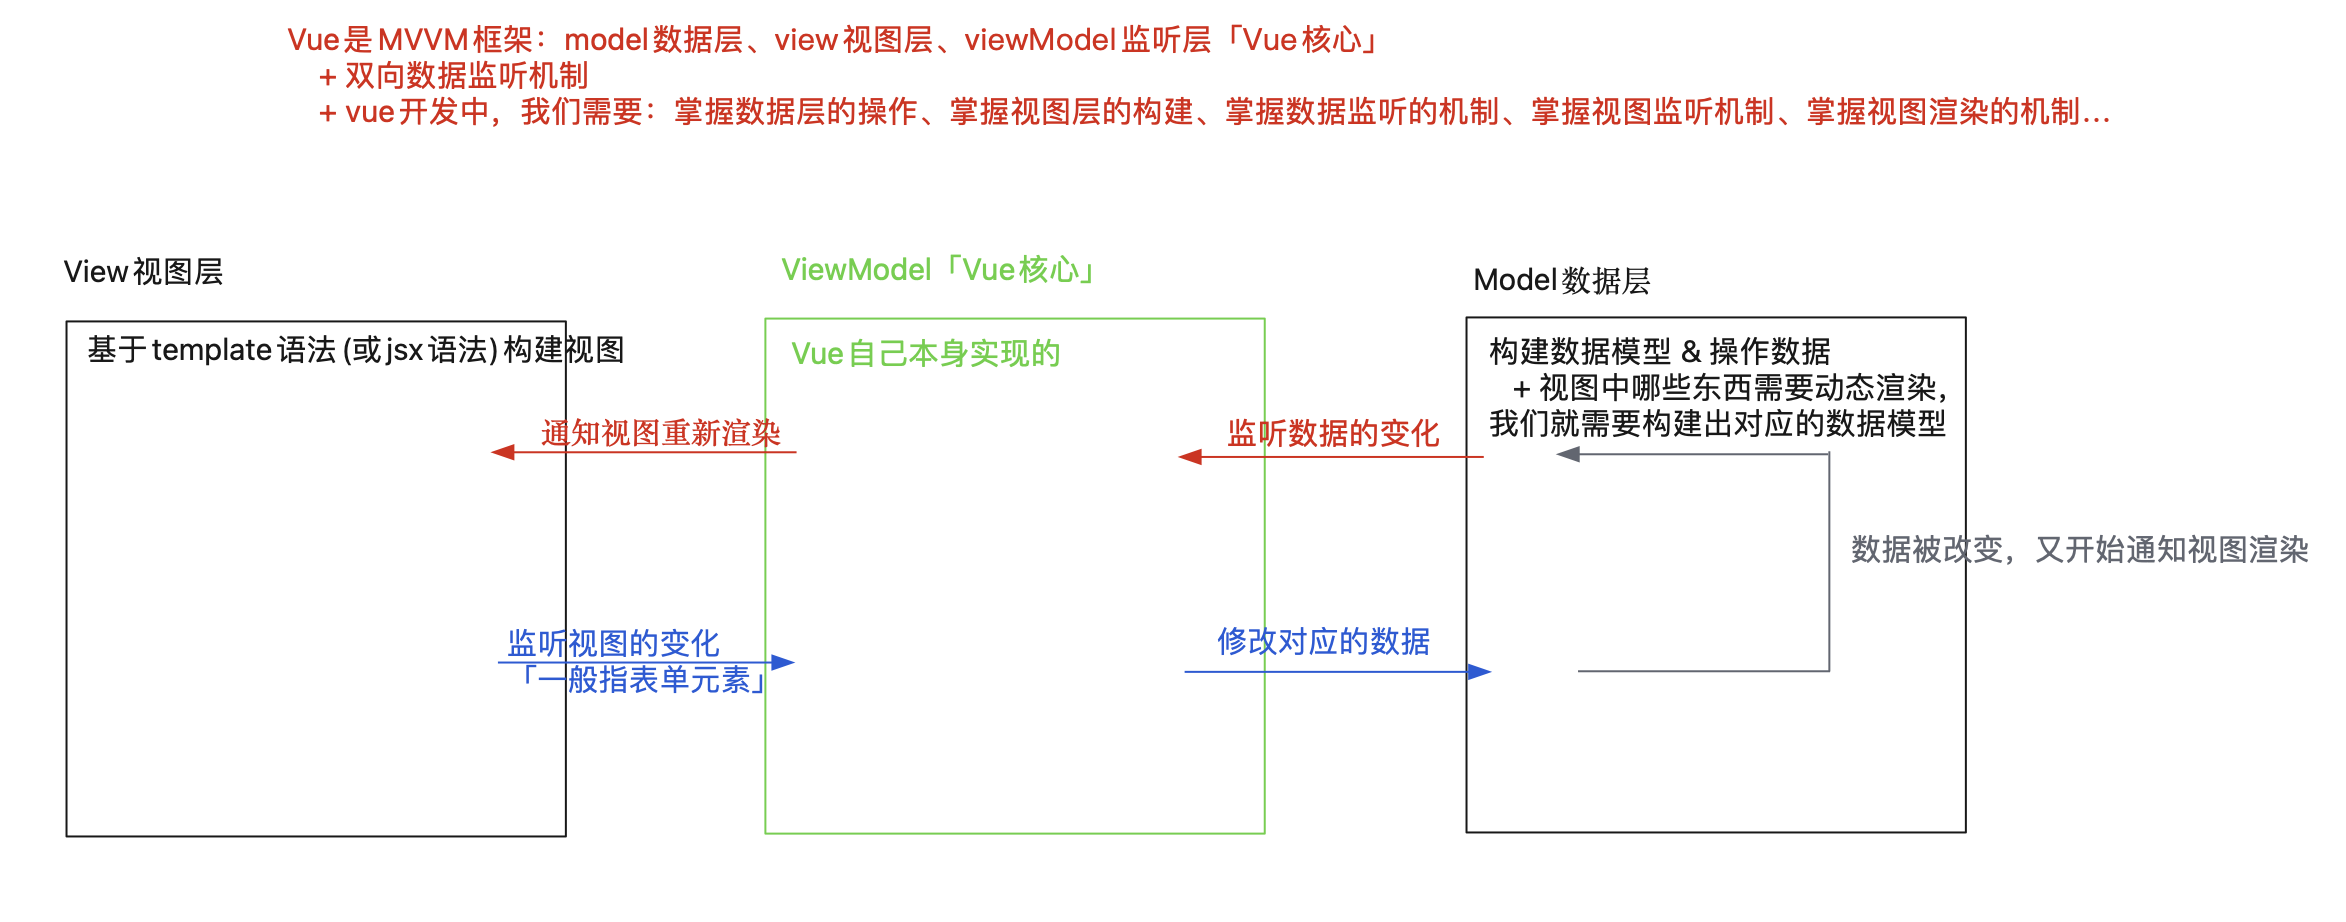 Vue是MVVM框架：model数据层、view视图层、viewModel监听层「Vue核心」
+ 双向数据监听机制
+ vue开发中，我们需要：掌握数据层的操作、掌握视图层的构建、掌握数据监听的机制、掌握视图监听机制、掌握视图渲染的机制...
View视图层
ViewModel「Vue核心」
Model数据层
基于template语法(或jsx语法)构建视图
Vue自己本身实现的
构建数据模型 & 操作数据
+ 视图中哪些东西需要动态渲染，
我们就需要构建出对应的数据模型
通知视图重新渲染
监听数据的变化
数据被改变，又开始通知视图渲染
监听视图的变化
「一般指表单元素」
修改对应的数据